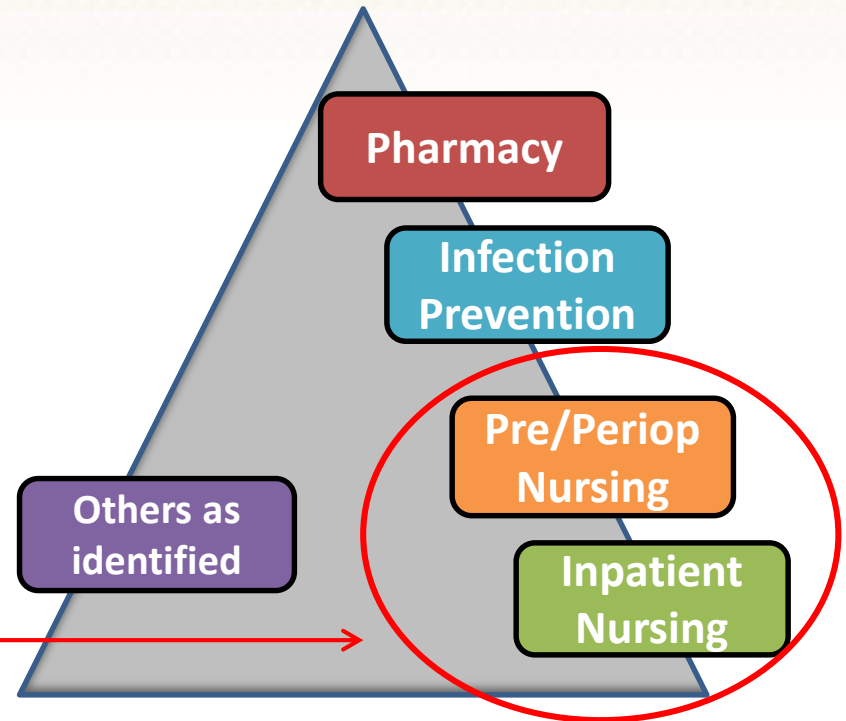 Pharmacy
Infection
Prevention
Pre/Periop
Nursing
Others as
identified
Inpatient
Nursing